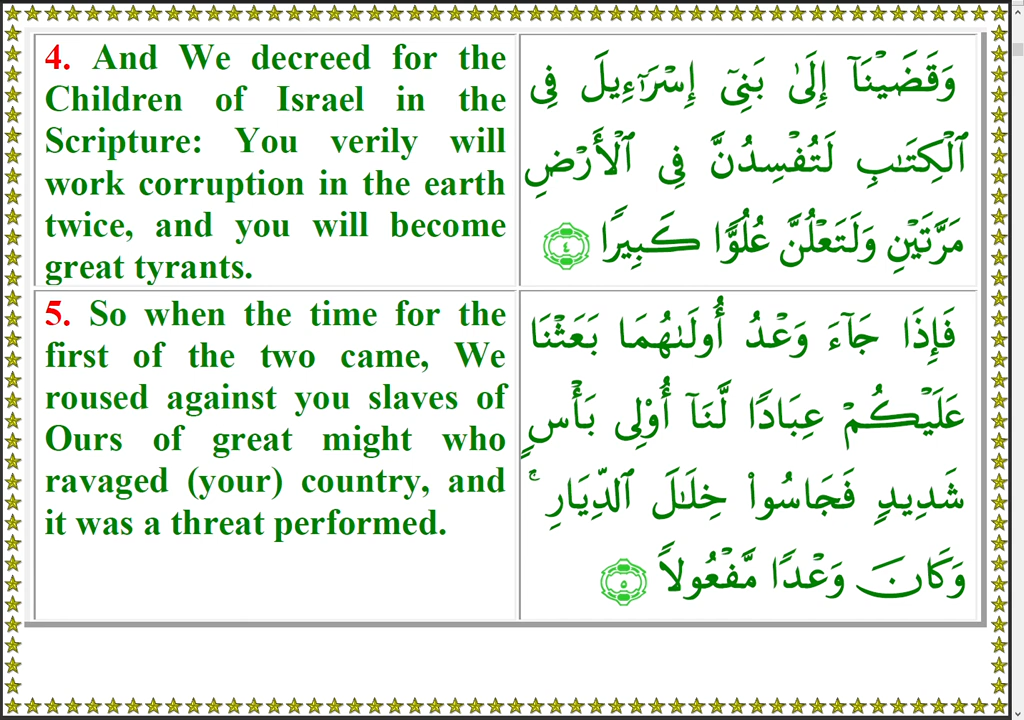 4. And We decreed for the
Children of Israel in the
Scripture: You verily will
work corruption in the earth
twice, and you will become
great tyrants.
وَقَضَيْنَآ إِلَىٰ بَنِىٓ إِسْرَٰٓءِيلَ فِى
ٱلْكِتَٰبِ لَتُفْسِدُنَّ فِى ٱلْأَرْضِ
مَرَّتَيْنِ وَلَتَعْلُنَّ عُلُوًّا كَبِيرًا ٤
5. So when the time for the
first of the two came, We
roused against you slaves of
Ours of great might who
ravaged (your) country, and
it was a threat performed.
فَإِذَا جَآءَ وَعْدُ أُولَىٰهُمَا بَعَثْنَا
عَلَيْكُمْ عِبَادًا لَّنَآ أُو۟لِى بَأْسٍ
شَدِيدٍ فَجَاسُوا۟ خِلَٰلَ ٱلدِّيَارِ ۚ
وَكَانَ وَعْدًا مَّفْعُولًا ٥